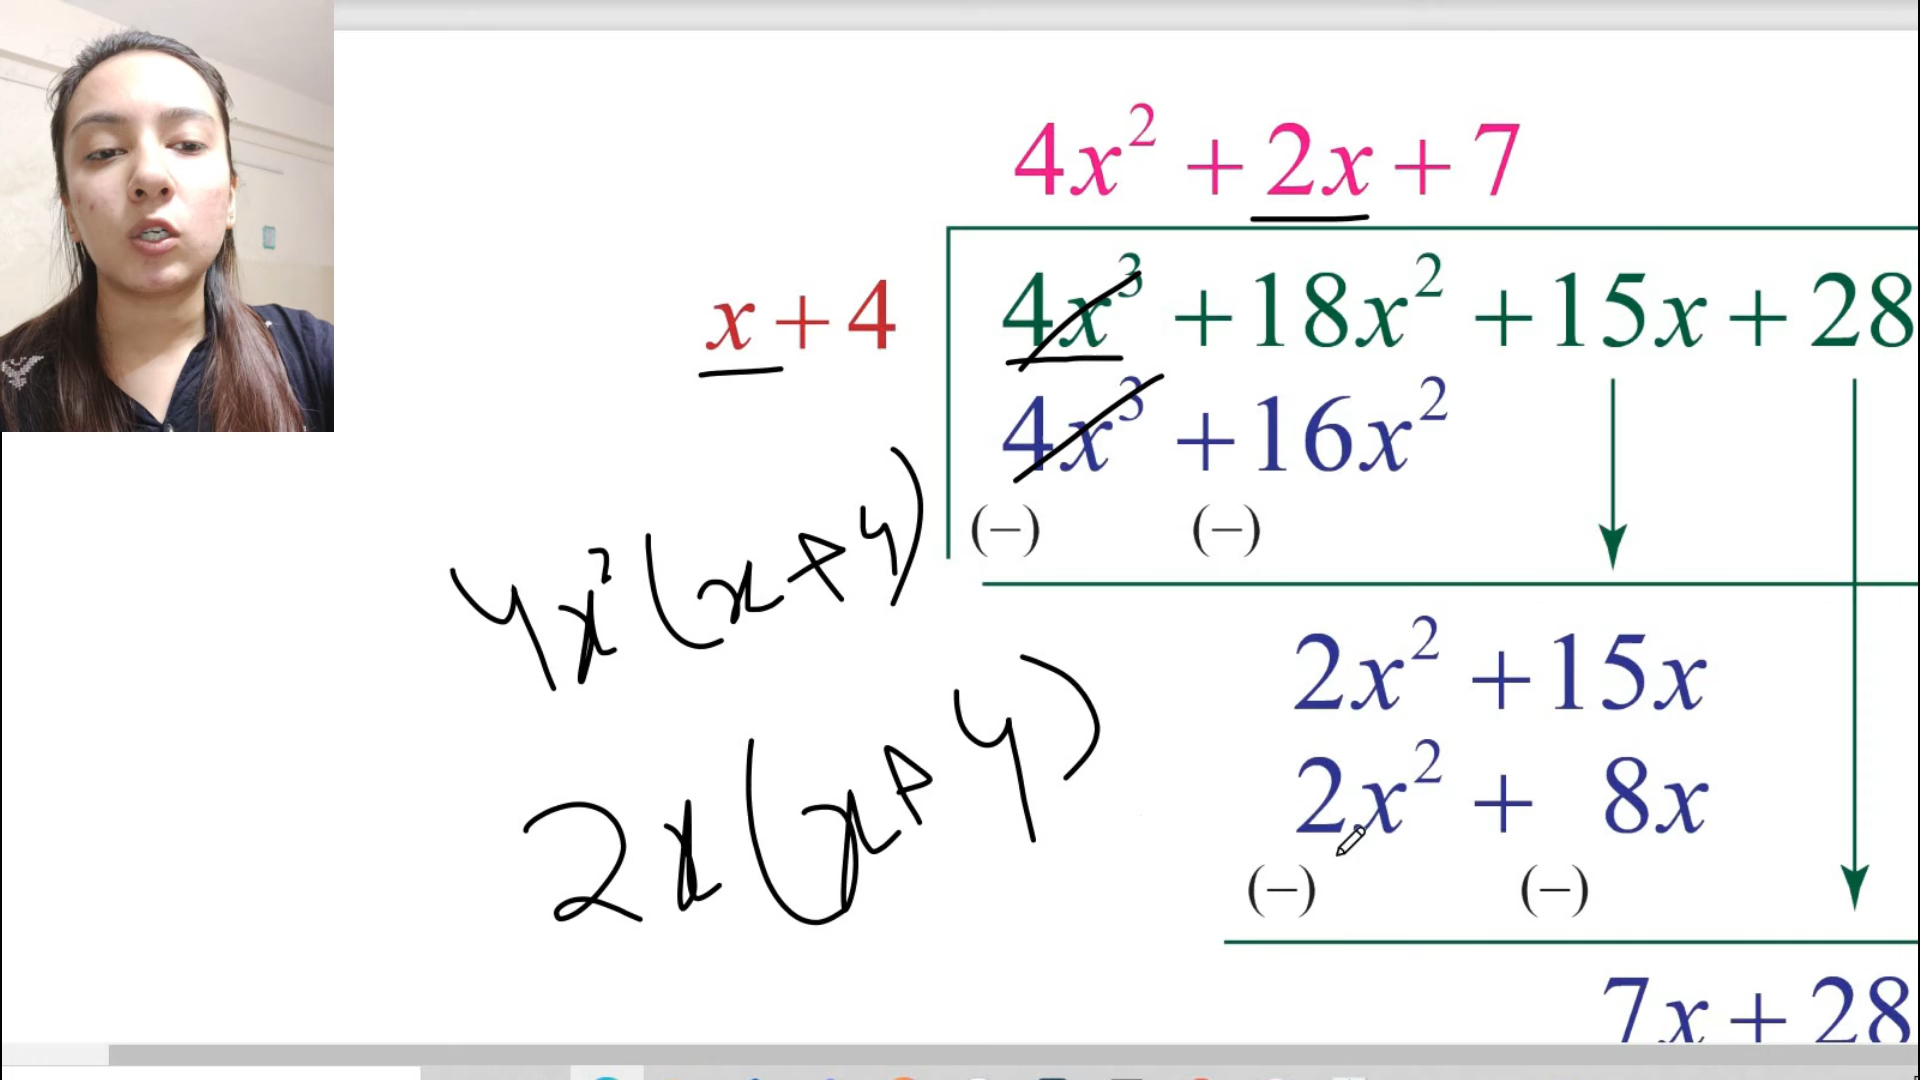 4x² + 2x + 7
x + 4
4x³ + 18x² + 15x + 28
4x³ + 16x²
(−) (−)
4x²(x+4)
2x² + 15x
2x(x+4)
2x² + 8x
(−) (−)
7x + 28